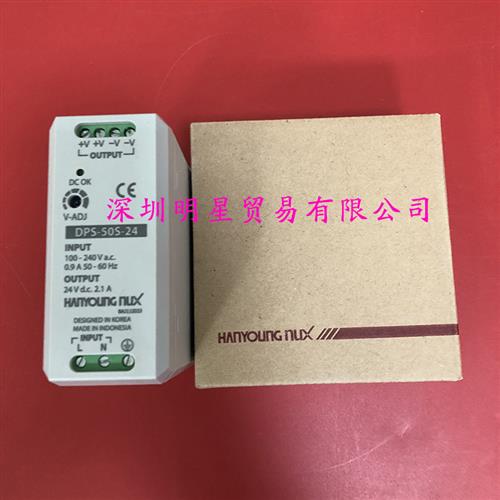 +V +V −V −V
OUTPUT
DC OK
CE
V-ADJ
DPS-50S-24
INPUT
100 - 240 V a.c.
0.9 A 50 - 60 Hz
OUTPUT
24 V d.c. 2.1 A
HANYOUNG nUX
DESIGNED IN KOREA
MADE IN INDONESIA
INPUT
L N
深圳明星贸易有限公司
HANYOUNG nUX